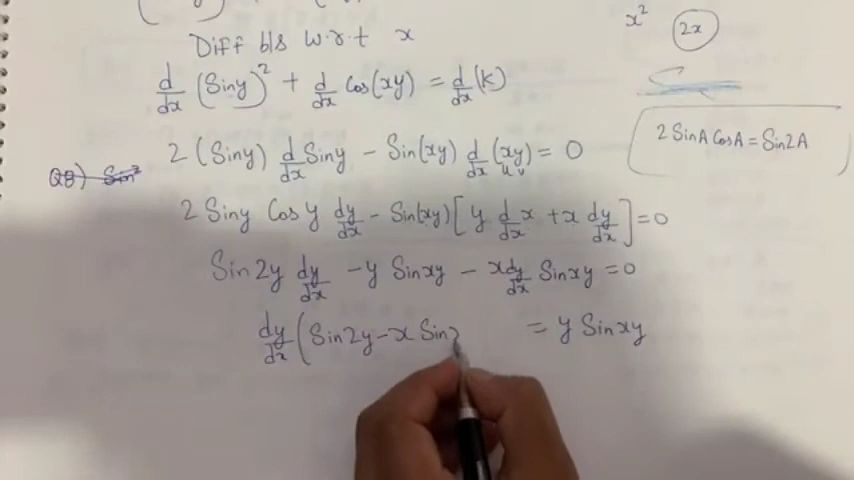 x² 2x
Diff b/s w.r.t x
d/dx (Siny)² + d/dx Cos(xy) = d/dx (K)
2 SinA CosA = Sin2A
2 (Siny) d/dx Siny - Sin(xy) d/dx (xy) = 0
u v
Q8) Sin²
2 Siny Cosy dy/dx - Sin(xy) [y d/dx x + x dy/dx] = 0
Sin2y dy/dx - y Sinxy - x dy/dx Sinxy = 0
dy/dx (Sin2y - x Sin = y Sinxy